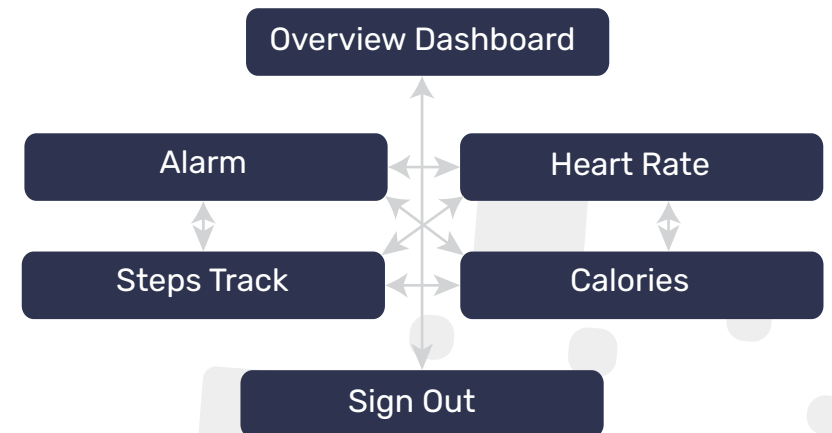 Overview Dashboard
Alarm
Heart Rate
Steps Track
Calories
Sign Out